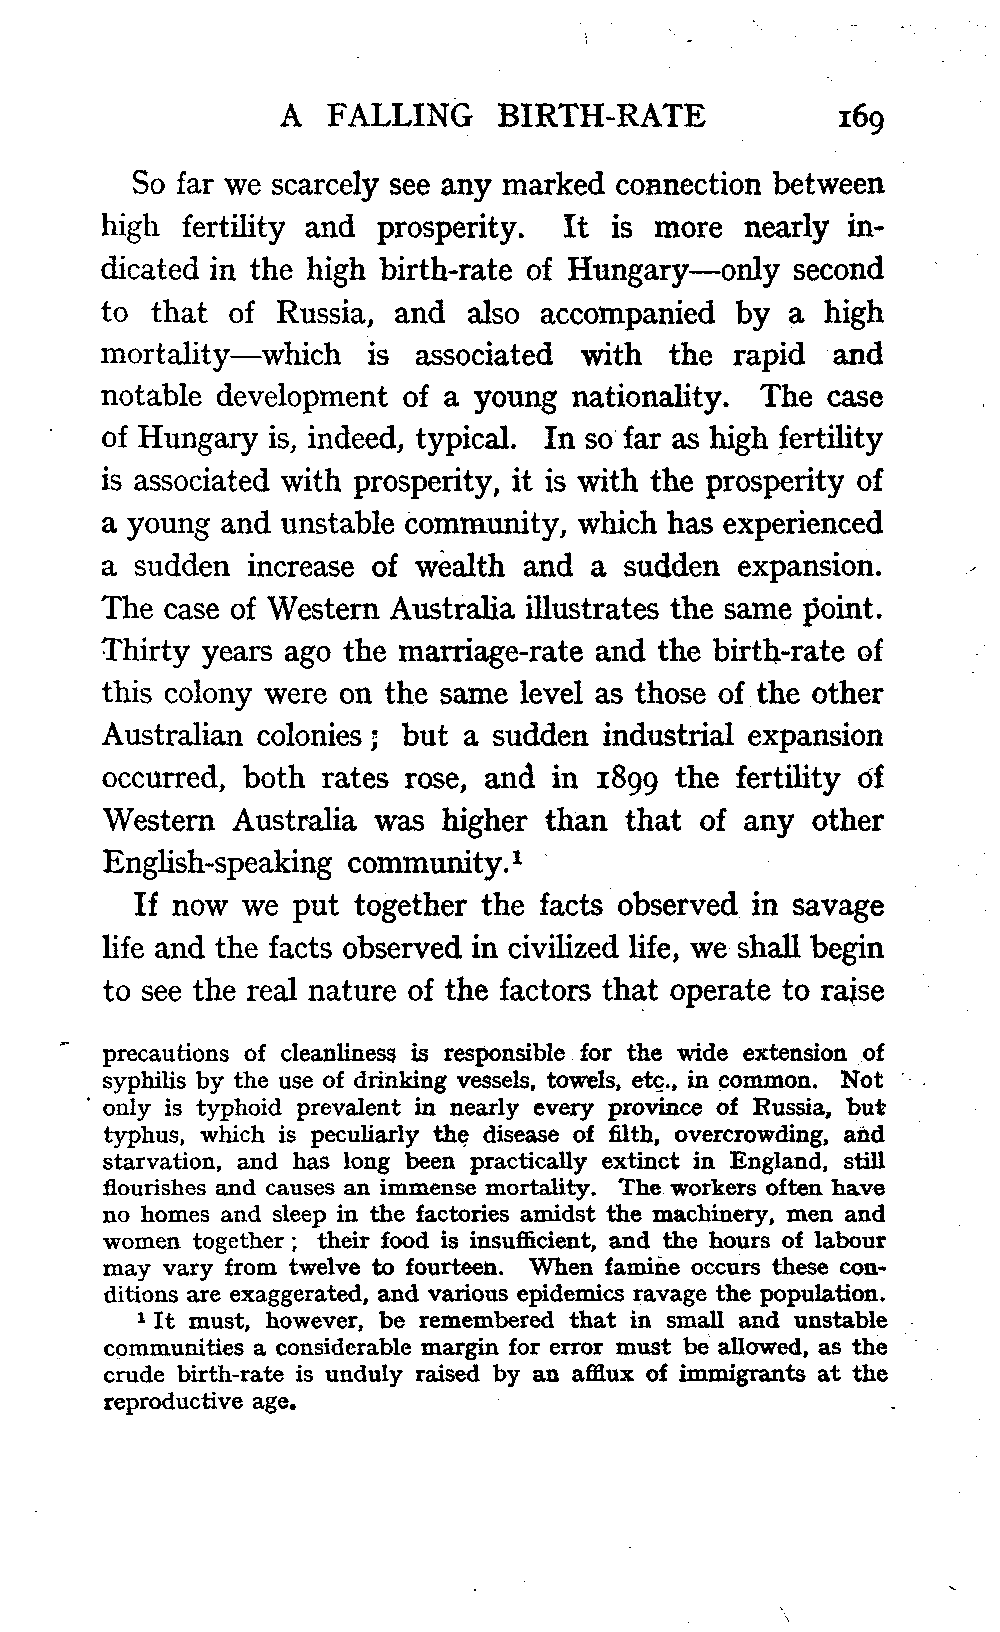 A FALLING BIRTH-RATE 169
So far we scarcely see any marked connection between
high fertility and prosperity. It is more nearly in-
dicated in the high birth-rate of Hungary—only second
to that of Russia, and also accompanied by a high
mortality—which is associated with the rapid and
notable development of a young nationality. The case
of Hungary is, indeed, typical. In so far as high fertility
is associated with prosperity, it is with the prosperity of
a young and unstable community, which has experienced
a sudden increase of wealth and a sudden expansion.
The case of Western Australia illustrates the same point.
Thirty years ago the marriage-rate and the birth-rate of
this colony were on the same level as those of the other
Australian colonies; but a sudden industrial expansion
occurred, both rates rose, and in 1899 the fertility of
Western Australia was higher than that of any other
English-speaking community.¹
If now we put together the facts observed in savage
life and the facts observed in civilized life, we shall begin
to see the real nature of the factors that operate to raise
precautions of cleanliness is responsible for the wide extension of
syphilis by the use of drinking vessels, towels, etc., in common. Not
only is typhoid prevalent in nearly every province of Russia, but
typhus, which is peculiarly the disease of filth, overcrowding, and
starvation, and has long been practically extinct in England, still
flourishes and causes an immense mortality. The workers often have
no homes and sleep in the factories amidst the machinery, men and
women together; their food is insufficient, and the hours of labour
may vary from twelve to fourteen. When famine occurs these con-
ditions are exaggerated, and various epidemics ravage the population.
¹ It must, however, be remembered that in small and unstable
communities a considerable margin for error must be allowed, as the
crude birth-rate is unduly raised by an afflux of immigrants at the
reproductive age.